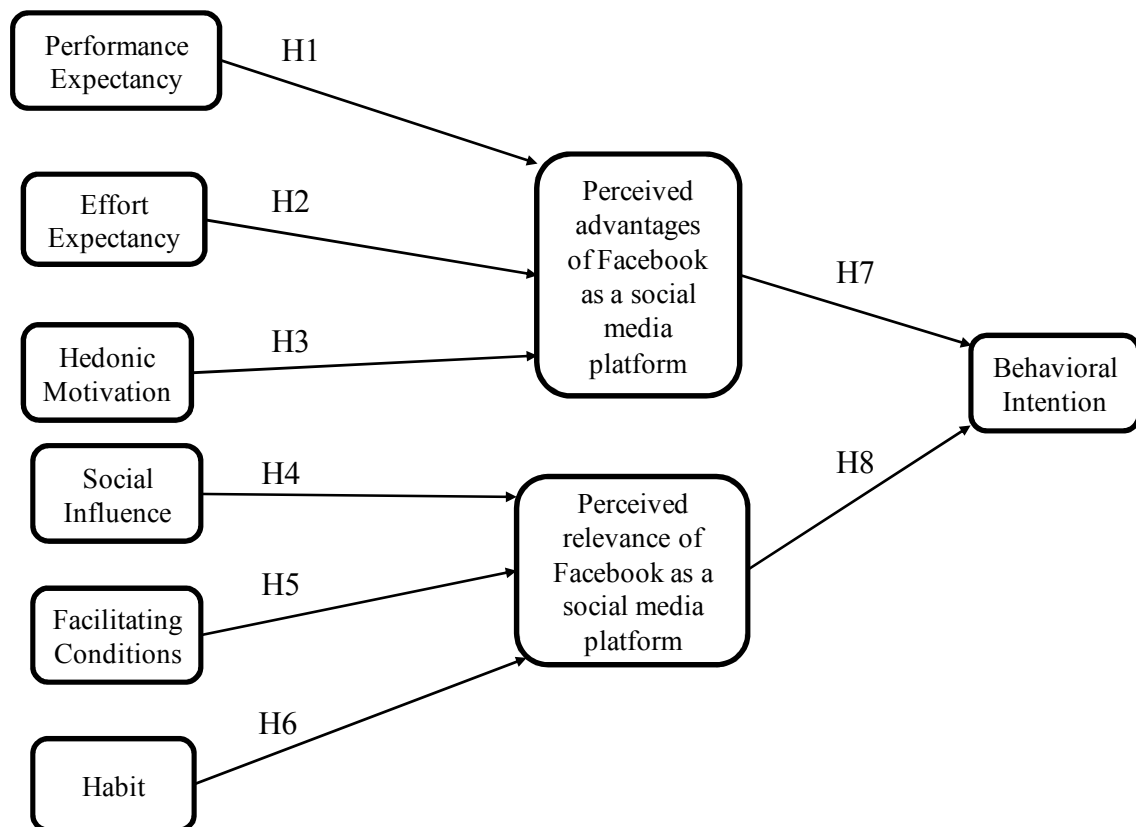 Performance
Expectancy
H1
Effort
Expectancy
H2
Hedonic
Motivation
H3
Perceived
advantages
of Facebook
as a social
media
platform
H7
Social
Influence
H4
Facilitating
Conditions
H5
Habit
H6
Perceived
relevance of
Facebook as a
social media
platform
H8
Behavioral
Intention